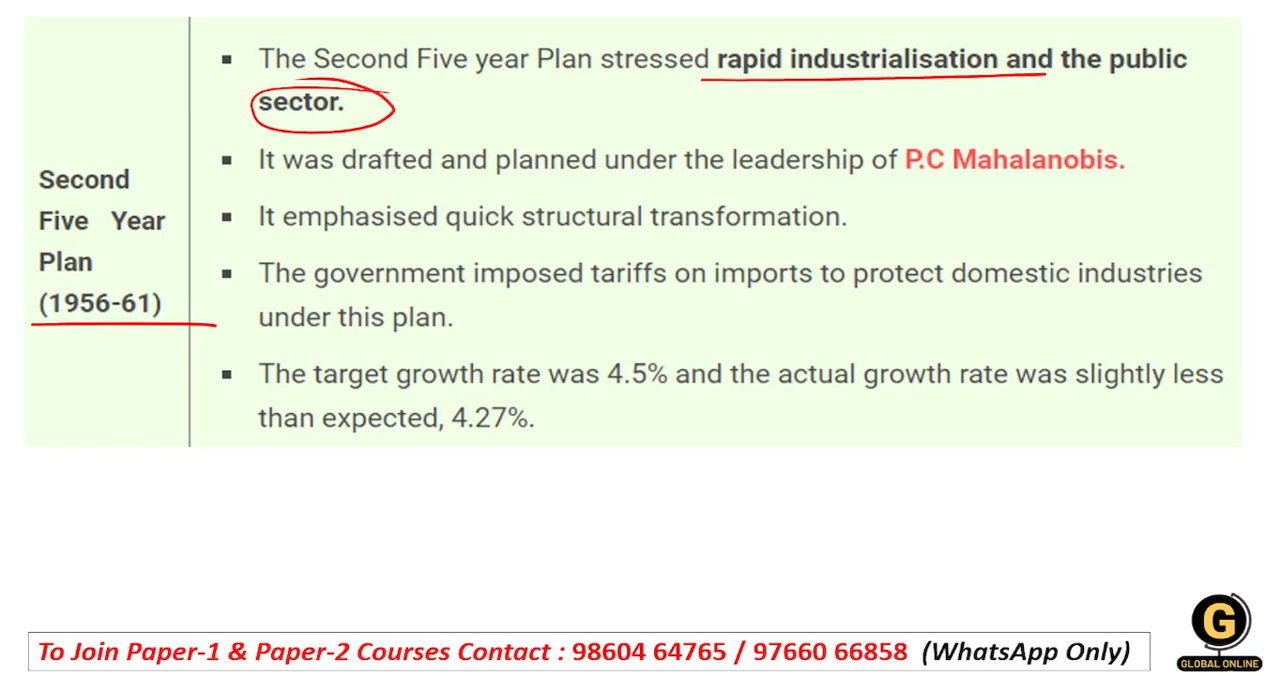 Second
Five Year
Plan
(1956-61)
▪ The Second Five year Plan stressed rapid industrialisation and the public
sector.
▪ It was drafted and planned under the leadership of P.C Mahalanobis.
▪ It emphasised quick structural transformation.
▪ The government imposed tariffs on imports to protect domestic industries
under this plan.
▪ The target growth rate was 4.5% and the actual growth rate was slightly less
than expected, 4.27%.
To Join Paper-1 & Paper-2 Courses Contact : 98604 64765 / 97660 66858 (WhatsApp Only)
G
GLOBAL ONLINE